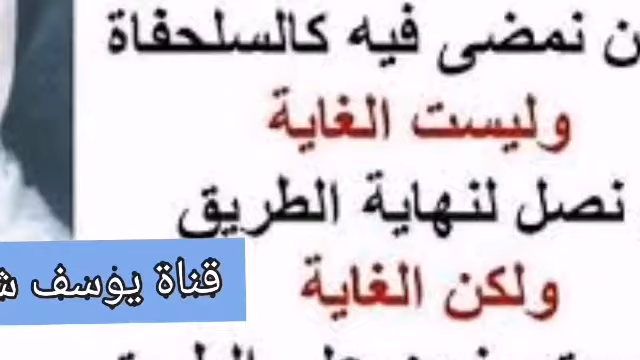 ن نمضى فيه كالسلحفاة
وليست الغاية
نصل لنهاية الطريق
ولكن الغاية
قناة يوسف